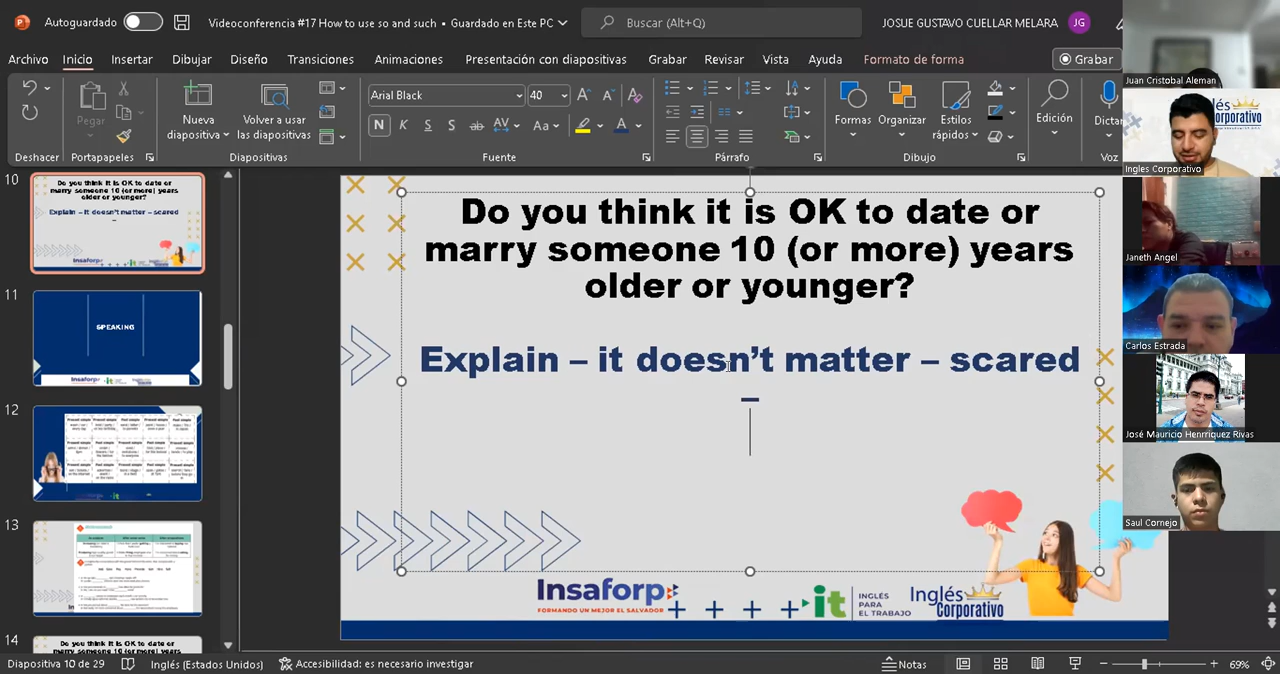 Autoguardado
Videoconferencia #17 How to use so and such • Guardado en Este PC
Buscar (Alt+Q)
JOSUE GUSTAVO CUELLAR MELARA
JG
Archivo Inicio Insertar Dibujar Diseño Transiciones Animaciones Presentación con diapositivas Grabar Revisar Vista Ayuda Formato de forma
Grabar
Pegar
Nueva diapositiva
Volver a usar las diapositivas
Arial Black 40
N K S S ab AV Aa A
Formas Organizar Estilos rápidos
Edición
Dictar
Deshacer Portapapeles Diapositivas Fuente Párrafo Dibujo Voz
10
Do you think it is OK to date or
marry someone 10 (or more) years
older or younger?
Explain – it doesn't matter – scared
–
11
SPEAKING
12
13
14
Do you think it is OK to date or
marry someone 10 (or more) years
Do you think it is OK to date or
marry someone 10 (or more) years
older or younger?
Explain – it doesn’t matter – scared
–
insaforp
FORMANDO UN MEJOR EL SALVADOR
it
INGLÉS
PARA
EL TRABAJO
Inglés
Corporativo
Juan Cristobal Aleman
Ingles Corporativo
Janeth Angel
Carlos Estrada
José Mauricio Henrriquez Rivas
Saul Cornejo
Diapositiva 10 de 29
Inglés (Estados Unidos)
Accesibilidad: es necesario investigar
Notas
69%